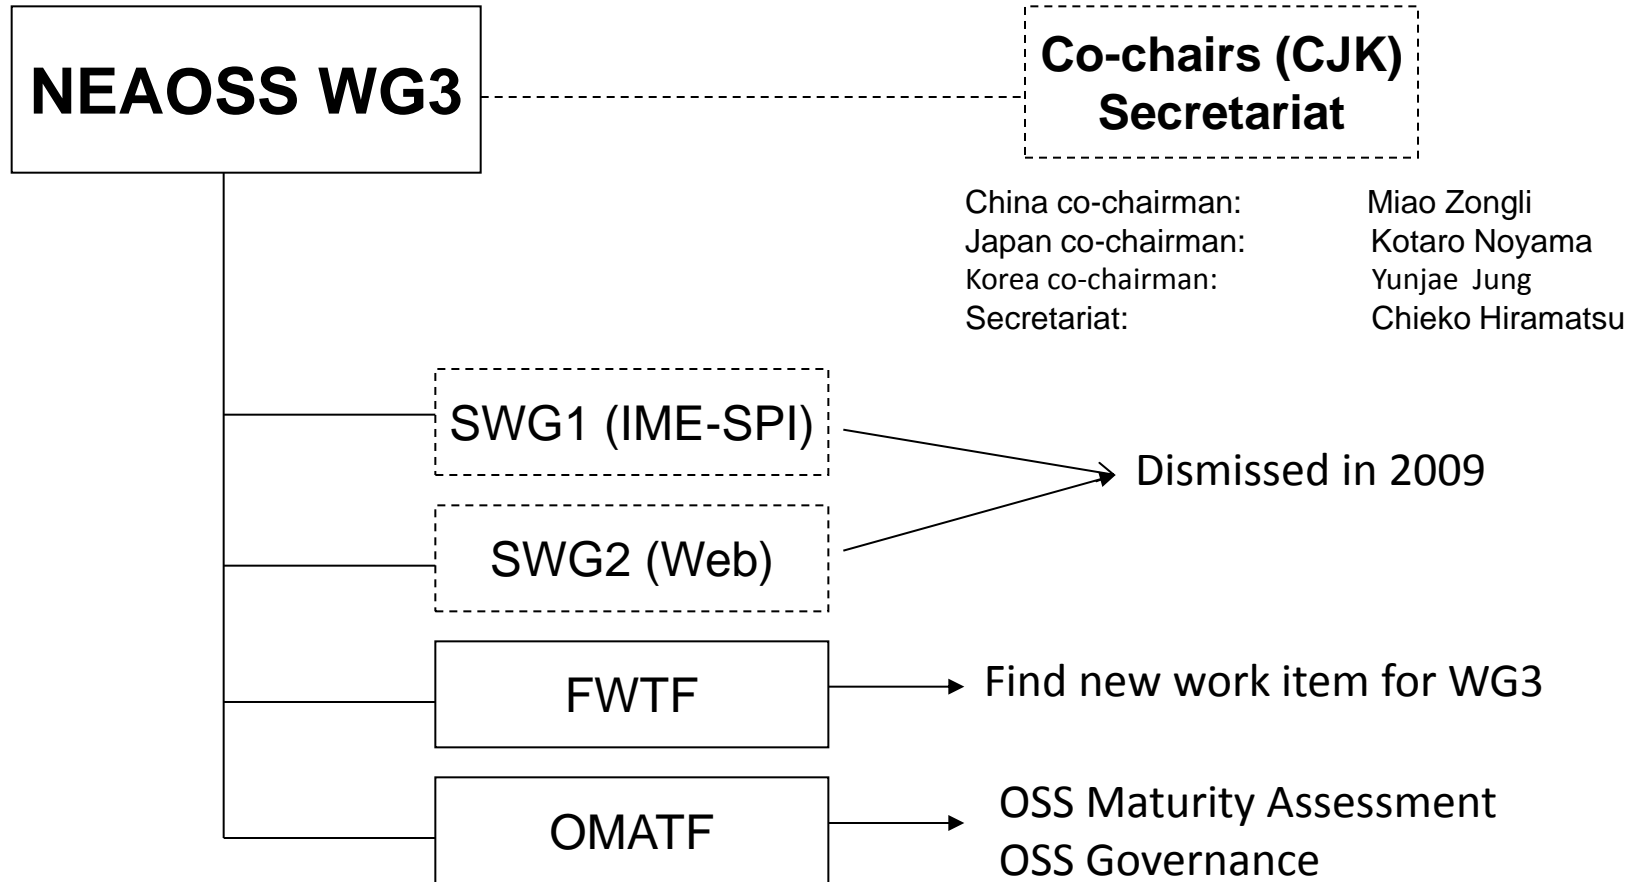 NEAOSS WG3
Co-chairs (CJK)
Secretariat
China co-chairman: Miao Zongli
Japan co-chairman: Kotaro Noyama
Korea co-chairman: Yunjae Jung
Secretariat: Chieko Hiramatsu
SWG1 (IME-SPI)
Dismissed in 2009
SWG2 (Web)
FWTF
Find new work item for WG3
OMATF
OSS Maturity Assessment
OSS Governance